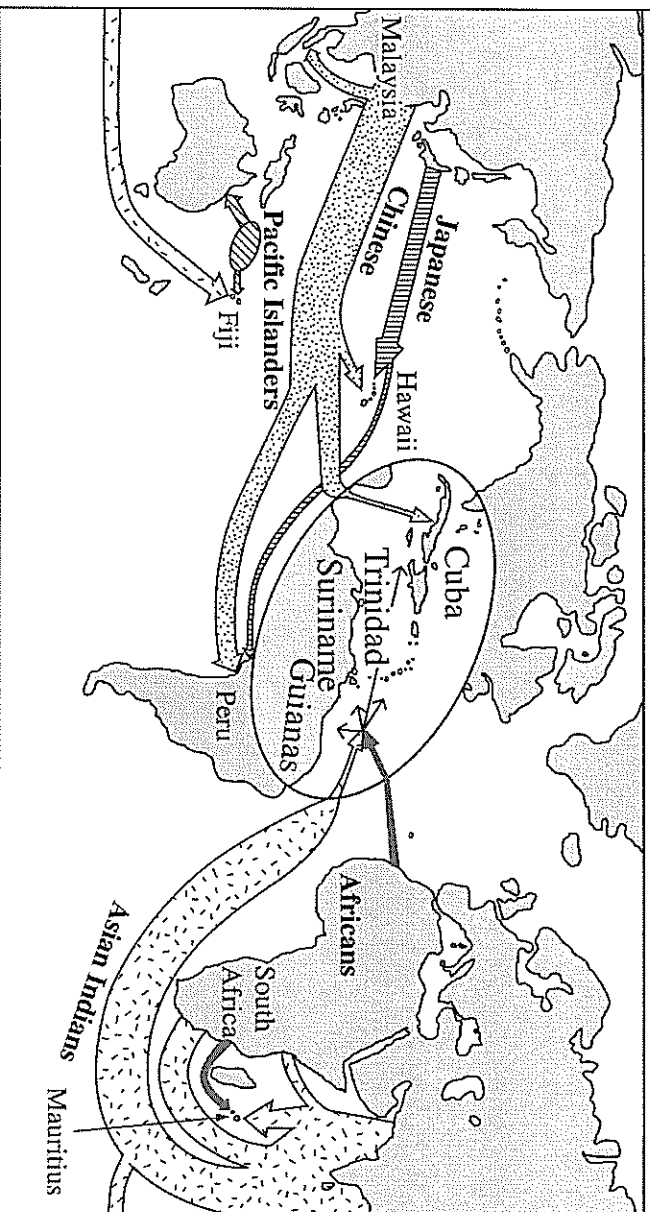 Malaysia
Japanese
Chinese
Pacific Islanders
Fiji
Hawaii
Cuba
Trinidad
Suriname
Guianas
Peru
Africans
South
Africa
Asian Indians
Mauritius